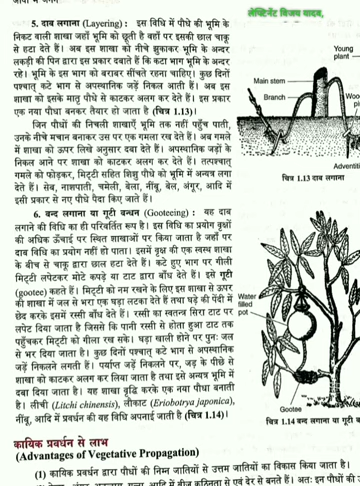 लेफ्टिनेंट विजय यादव,
5. दाब लगाना (Layering): इस विधि में पौधे की भूमि के
निकट वाली शाखा जहाँ भूमि को छूती है वहाँ पर इसकी छाल चाकू
से हटा देते हैं। अब इस शाखा को नीचे झुकाकर भूमि के अन्दर
लकड़ी की पिन द्वारा इस प्रकार दबाते हैं कि कटा भाग भूमि के अन्दर
रहे। भूमि के इस भाग को बराबर सींचते रहना चाहिए। कुछ दिनों
पश्चात् कटे भाग से अपस्थानिक जड़ें निकल आती हैं। अब इस
शाखा को इसके मातृ पौधे से काटकर अलग कर देते हैं। इस प्रकार
एक नया पौधा बनकर तैयार हो जाता है (चित्र 1.13)।
जिन पौधों की निचली शाखाएँ भूमि तक नहीं पहुँच पाती,
उनके नीचे मचान बनाकर उस पर एक गमला रख देते हैं। अब गमले
में शाखा को ऊपर लिखे अनुसार दबा देते हैं। अपस्थानिक जड़ों के
निकल आने पर शाखा को काटकर अलग कर देते हैं। तत्पश्चात्
गमले को फोड़कर, मिट्टी सहित शिशु पौधे को भूमि में अन्यत्र लगा
देते हैं। सेब, नाशपाती, चमेली, बेला, नींबू, बेल, अंगूर, आदि में
इसी प्रकार से नए पौधे पैदा किए जाते हैं।
6. बन्द लगाना या गूटी बन्धन (Gooteeing): यह दाब
लगाने की विधि का ही परिवर्तित रूप है। इस विधि का प्रयोग वृक्षों
की अधिक ऊँचाई पर स्थित शाखाओं पर किया जाता है जहाँ पर
दाब विधि का प्रयोग नहीं हो पाता। इसमें वृक्ष की एक स्वस्थ शाखा
के बीच से चाकू द्वारा छाल हटा देते हैं। कटे हुए भाग पर गीली
मिट्टी लपेटकर मोटे कपड़े या टाट द्वारा बाँध देते हैं। इसे गूटी
(gootee) कहते हैं। मिट्टी को नम रखने के लिए इस शाखा से ऊपर
की शाखा में जल से भरा एक घड़ा लटका देते हैं तथा घड़े की पेंदी में
छेद करके इसमें रस्सी बाँध देते हैं। रस्सी का स्वतन्त्र सिरा टाट पर
लपेट दिया जाता है जिससे कि पानी रस्सी से होता हुआ टाट तक
पहुँचकर मिट्टी को गीला रख सके। घड़ा खाली होने पर पुनः जल
से भर दिया जाता है। कुछ दिनों पश्चात् कटे भाग से अपस्थानिक
जड़ें निकलने लगती हैं। पर्याप्त जड़ें निकलने पर, जड़ के पीछे से
शाखा को काटकर अलग कर लिया जाता है तथा इसे अन्यत्र भूमि में
दबा दिया जाता है। यह शाखा वृद्धि करके एक नया पौधा बनाती
है। लीची (Litchi chinensis), लौकाट (Eriobotrya japonica),
नींबू, आदि में प्रवर्धन की यह विधि अपनाई जाती है (चित्र 1.14)।
Young
plant
Main stem
Branch
Adventiti
चित्र 1.13 दाब लगाना
Water
filled
pot
Gootee
चित्र 1.14 बन्द लगाना या गूटी ब
कायिक प्रवर्धन से लाभ
(Advantages of Vegetative Propagation)
(1) कायिक प्रवर्धन द्वारा पौधों की निम्न जातियों से उत्तम जातियों का विकास किया जाता है।